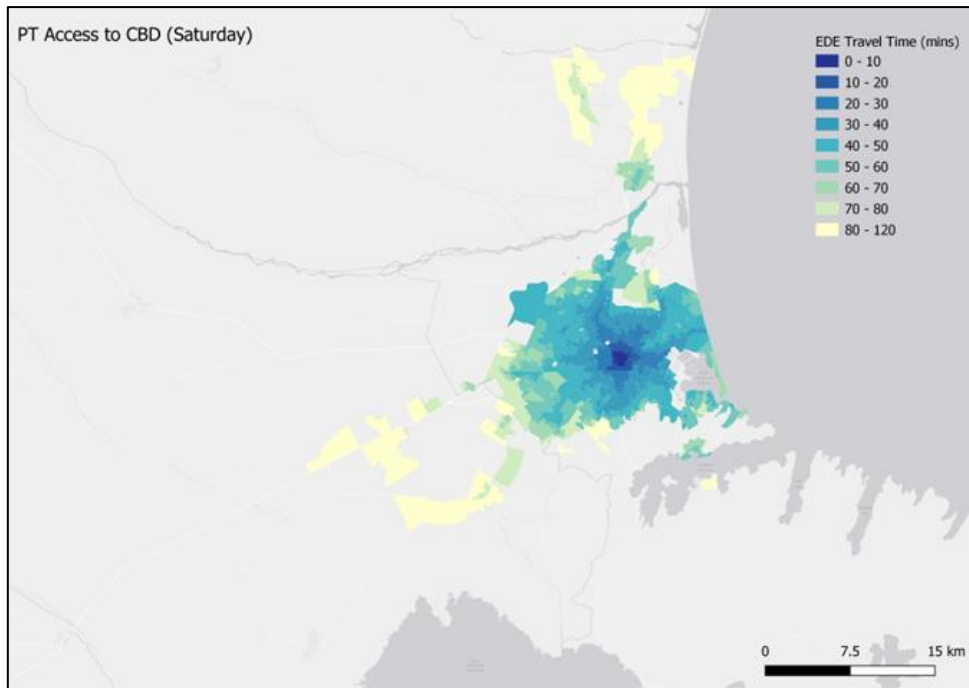 PT Access to CBD (Saturday)
EDE Travel Time (mins)
0 - 10
10 - 20
20 - 30
30 - 40
40 - 50
50 - 60
60 - 70
70 - 80
80 - 120
0 7.5 15 km